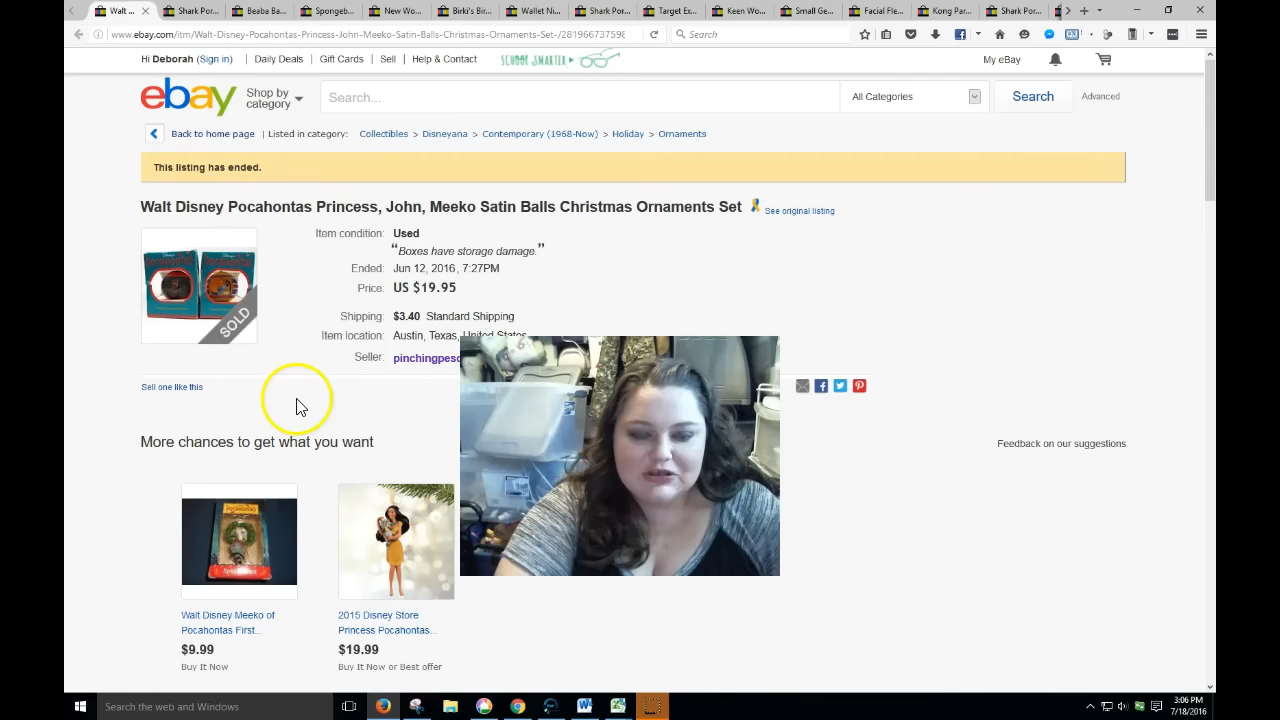 Walt ...
Shark Por...
Beaba Ba...
Spongeb...
New Wo...
Birki's Bir...
Wallet Ni...
Shark Por...
Target Ex...
Keen Wo...
Small Ge...
Facial Fle...
Kong Par...
Shark Por...
www.ebay.com/itm/Walt-Disney-Pocahontas-Princess-John-Meeko-Satin-Balls-Christmas-Ornaments-Set-/281966737598
Search
Hi Deborah (Sign in)
Daily Deals
Gift Cards
Sell
Help & Contact
SCHOOL SMARTER
My eBay
ebay
Shop by category
Search...
All Categories
Search
Advanced
Back to home page
Listed in category:
Collectibles > Disneyana > Contemporary (1968-Now) > Holiday > Ornaments
This listing has ended.
Walt Disney Pocahontas Princess, John, Meeko Satin Balls Christmas Ornaments Set
See original listing
SOLD
Item condition: Used
“Boxes have storage damage.”
Ended: Jun 12, 2016 , 7:27PM
Price: US $19.95
Shipping: $3.40 Standard Shipping
Item location: Austin, Texas, United States
Seller: pinchingpesc
Sell one like this
More chances to get what you want
Feedback on our suggestions
Walt Disney Meeko of
Pocahontas First...
$9.99
Buy It Now
2015 Disney Store
Princess Pocahontas...
$19.99
Buy It Now or Best offer
Search the web and Windows
3:06 PM
7/18/2016